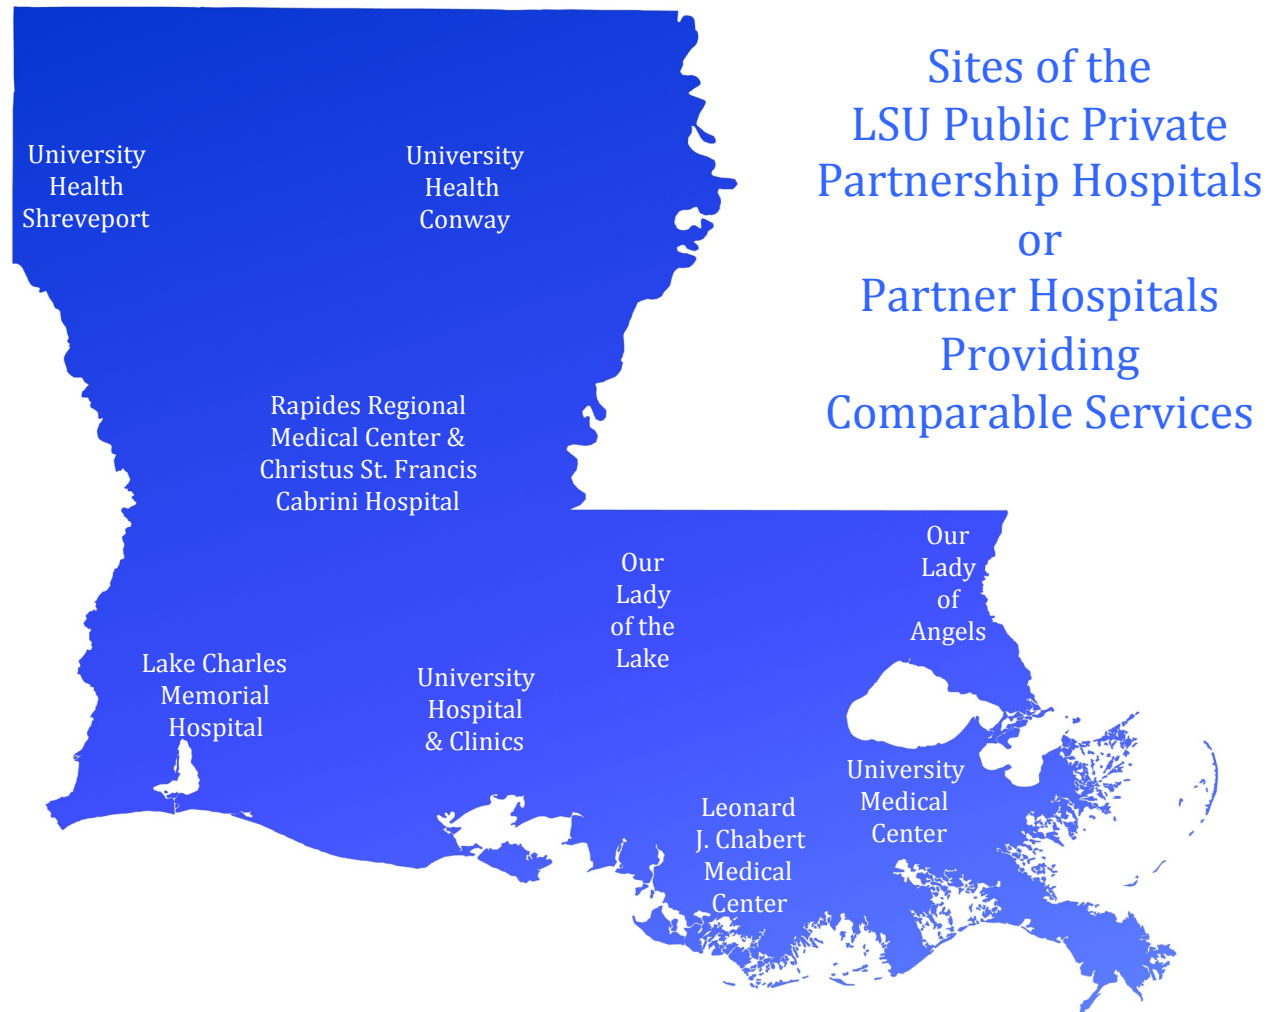 Sites of the
LSU Public Private
Partnership Hospitals
or
Partner Hospitals
Providing
Comparable Services
University
Health
Shreveport
University
Health
Conway
Rapides Regional
Medical Center &
Christus St. Francis
Cabrini Hospital
Our
Lady
of the
Lake
Our
Lady
of
Angels
Lake Charles
Memorial
Hospital
University
Hospital
& Clinics
Leonard
J. Chabert
Medical
Center
University
Medical
Center